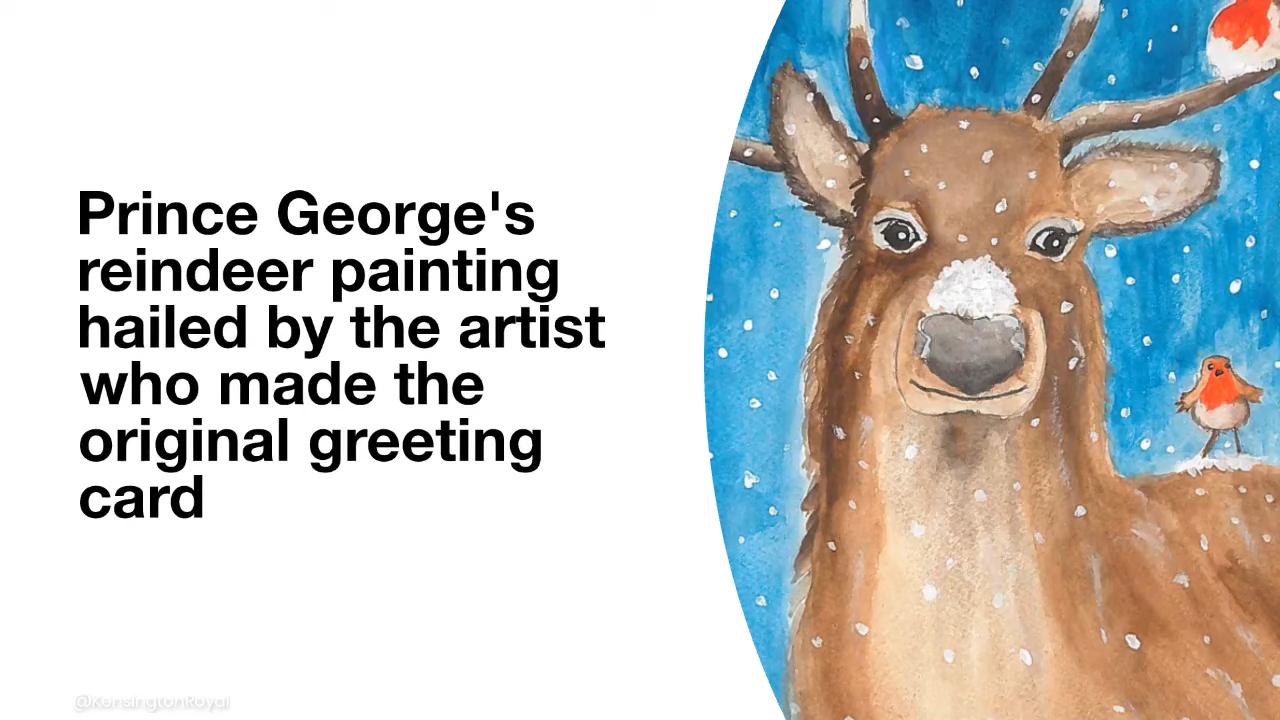 Prince George's
reindeer painting
hailed by the artist
who made the
original greeting
card
@KensingtonRoyal